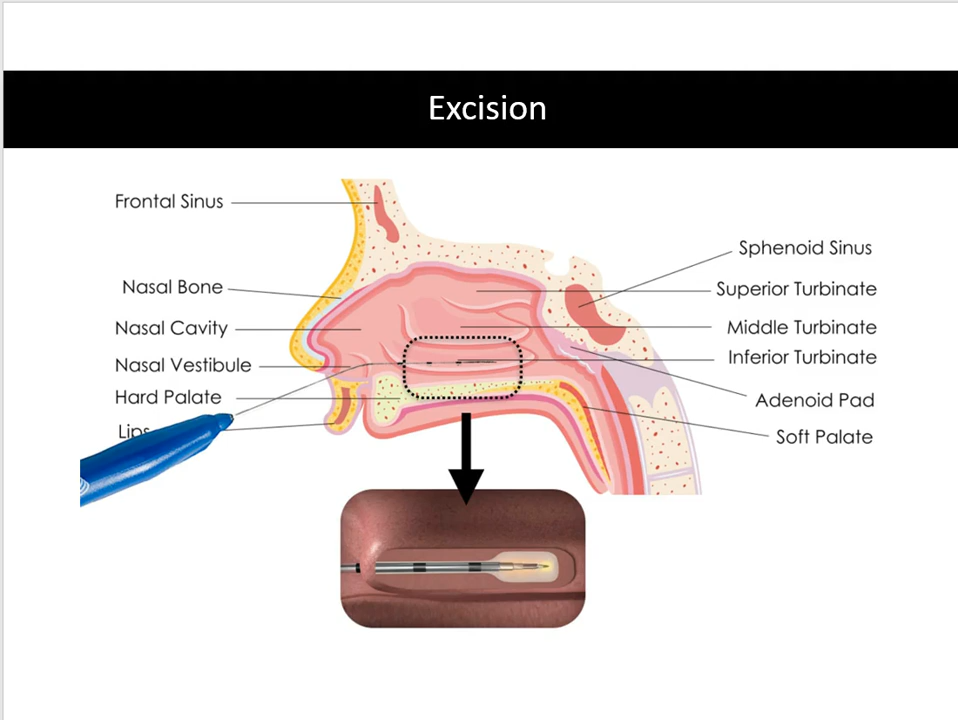 Excision
Frontal Sinus
Nasal Bone
Nasal Cavity
Nasal Vestibule
Hard Palate
Lips
Sphenoid Sinus
Superior Turbinate
Middle Turbinate
Inferior Turbinate
Adenoid Pad
Soft Palate